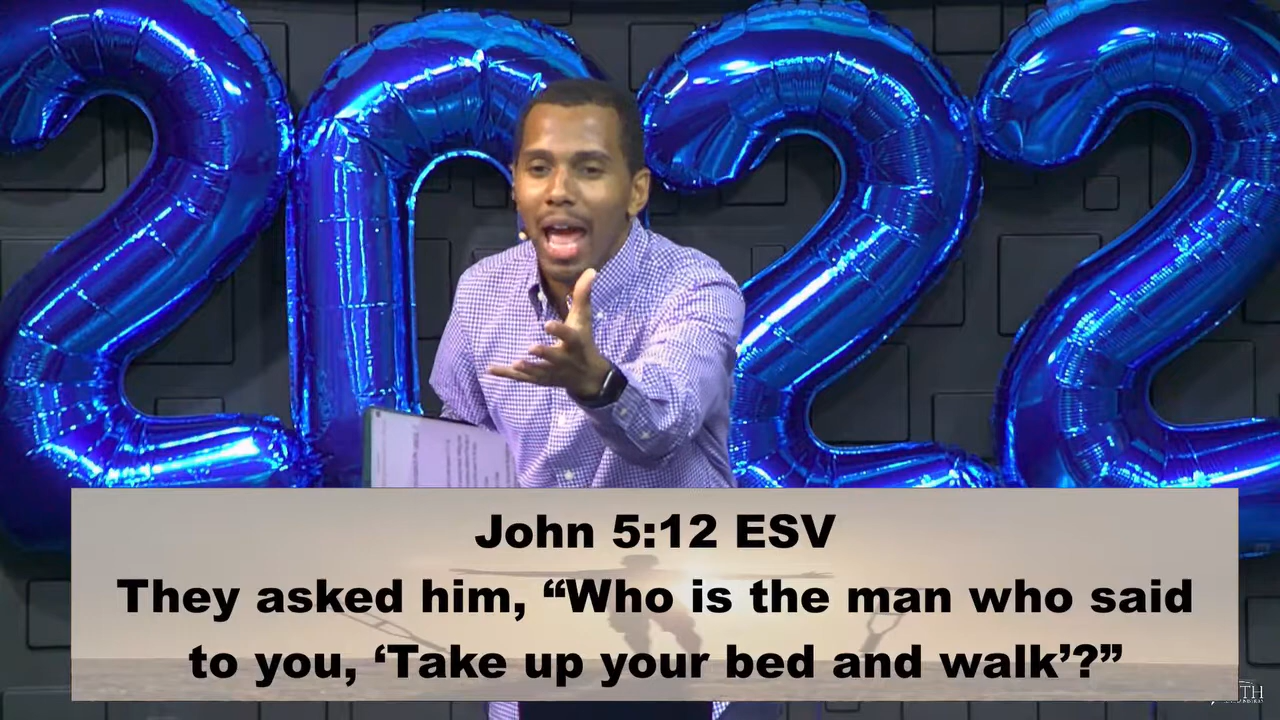 2022
John 5:12 ESV
They asked him, “Who is the man who said
to you, ‘Take up your bed and walk’?”
TH